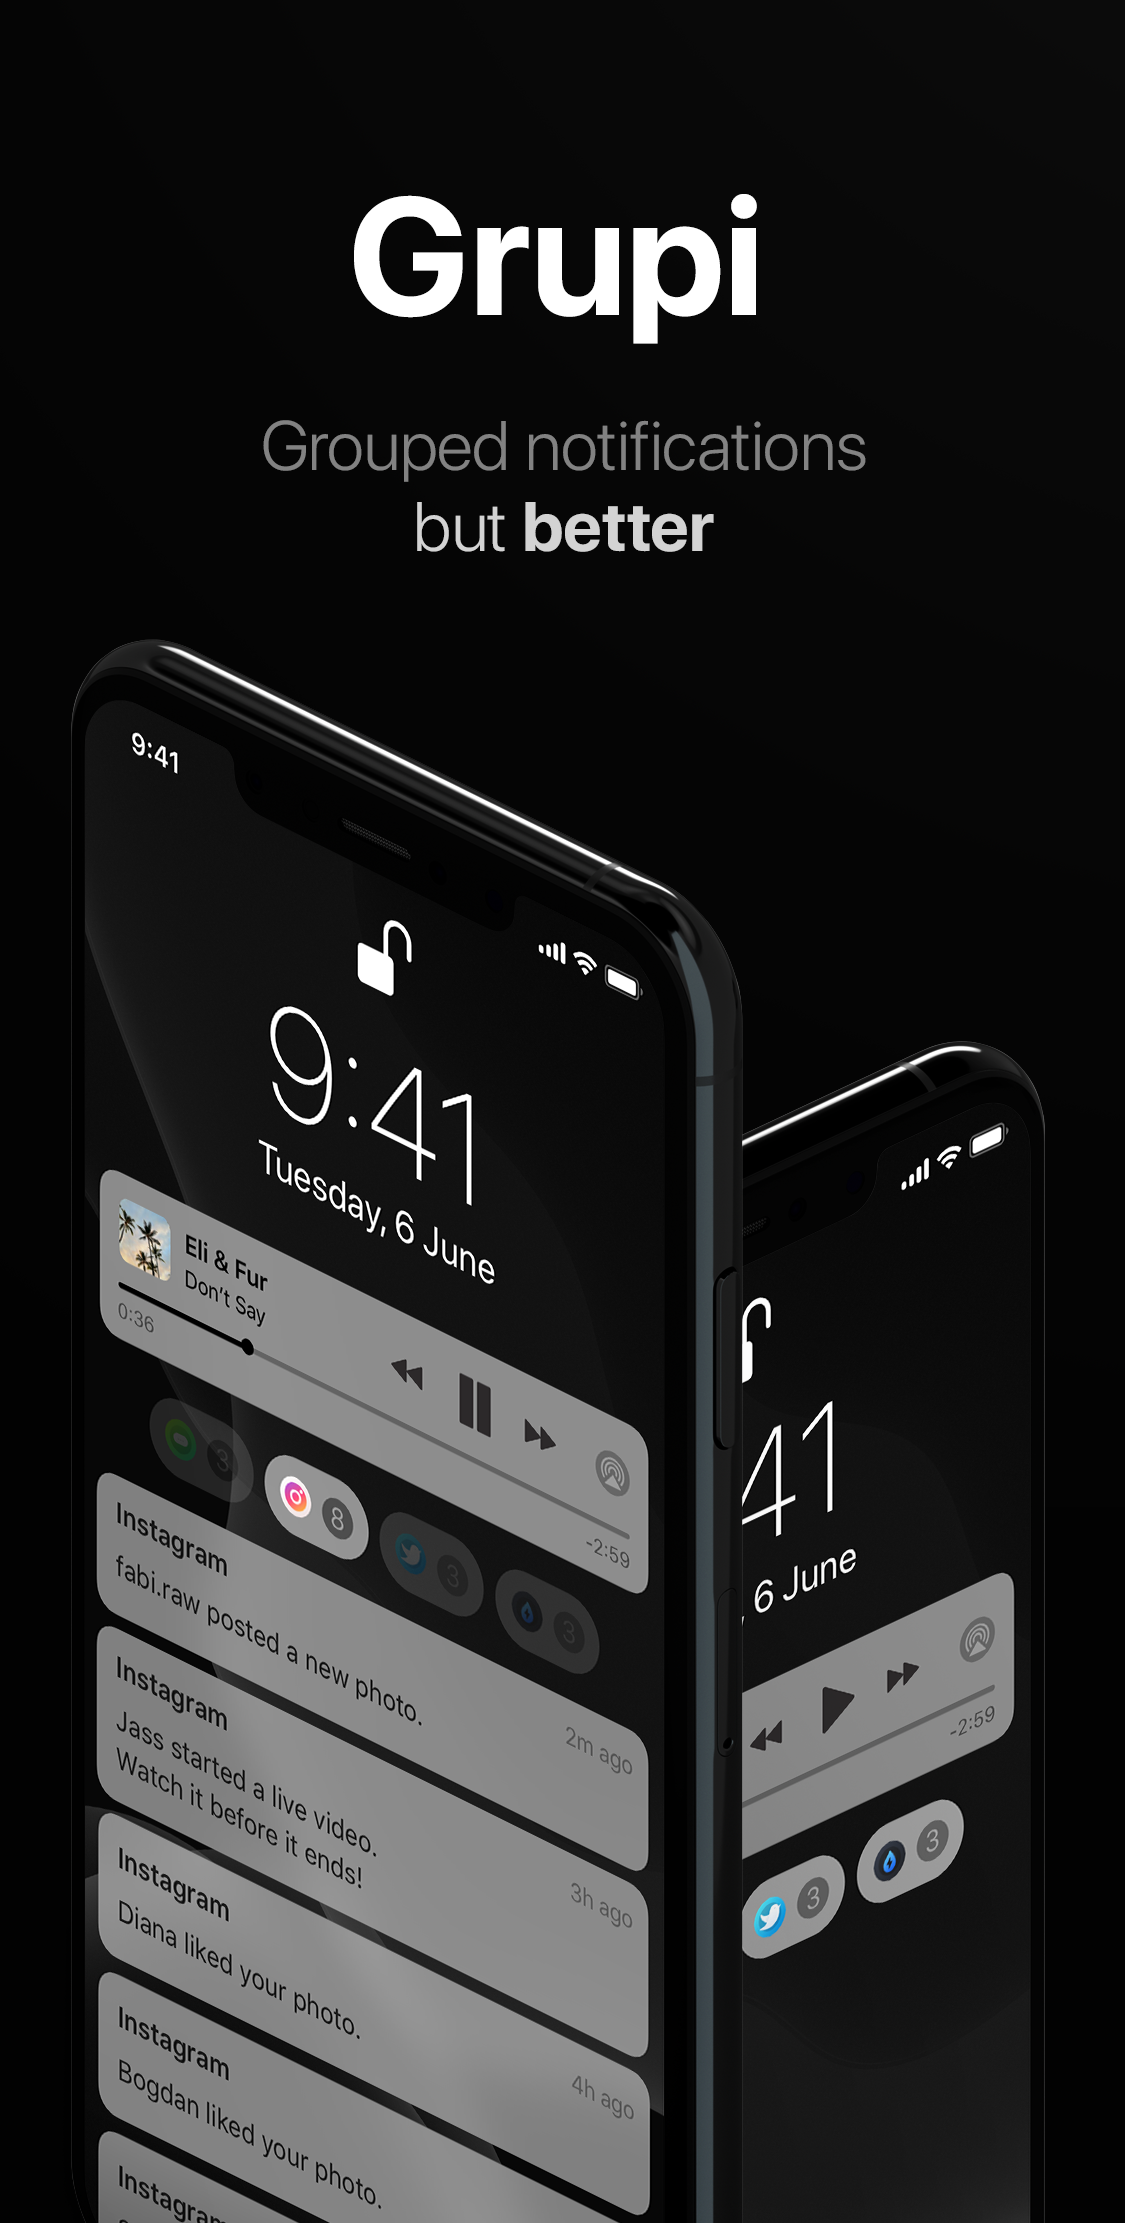 Grupi
Grouped notifications
but better
9:41
9:41
Tuesday, 6 June
Eli & Fur
Don't Say
0:36
-2:59
3
8
3
3
Instagram
fabi.raw posted a new photo.
2m ago
Instagram
Jass started a live video.
Watch it before it ends!
3h ago
Instagram
Diana liked your photo.
4h ago
Instagram
Bogdan liked your photo.
Instagram
41
, 6 June
-2:59
3
3